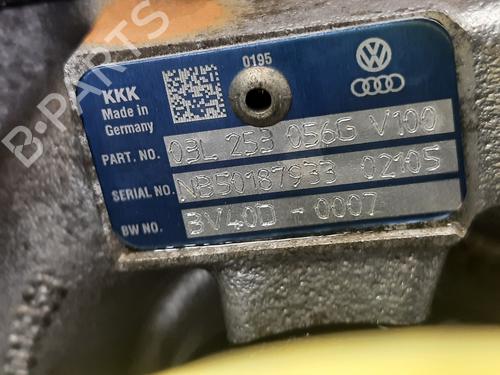 0195
KKK
Made in
Germany
PART. NO. 03L 253 056G V100
SERIAL NO. NB50187933 02105
BW NO. BV40D-0007
B-PARTS